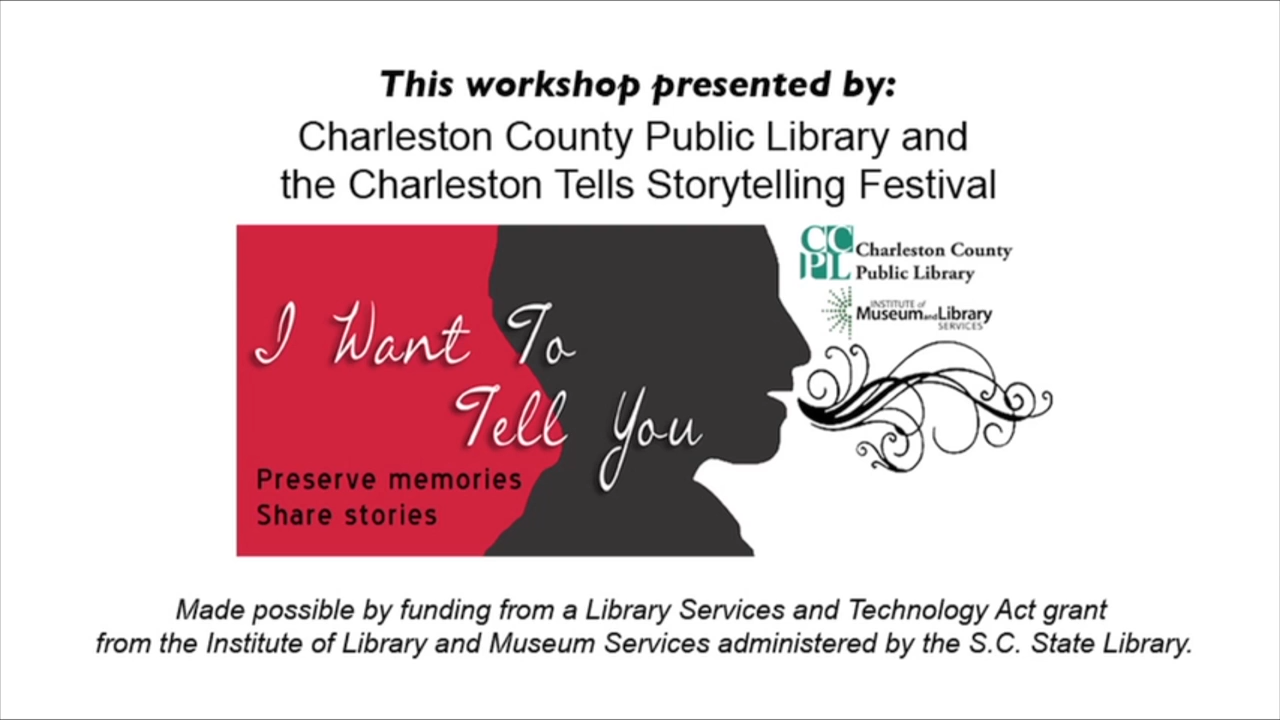 This workshop presented by:
Charleston County Public Library and
the Charleston Tells Storytelling Festival
CC
PL
Charleston County
Public Library
INSTITUTE of
Museum and Library
SERVICES
I Want To
Tell You
Preserve memories
Share stories
Made possible by funding from a Library Services and Technology Act grant
from the Institute of Library and Museum Services administered by the S.C. State Library.